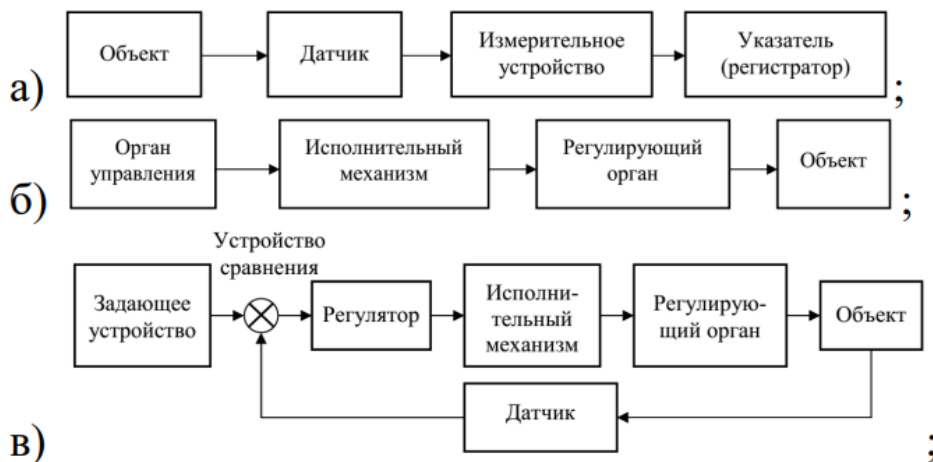 Объект
Датчик
Измерительное
устройство
Указатель
(регистратор)
а)
;
Орган
управления
Исполнительный
механизм
Регулирующий
орган
Объект
б)
;
Устройство
сравнения
Задающее
устройство
Регулятор
Исполни-
тельный
механизм
Регулирую-
щий орган
Объект
Датчик
в)
;